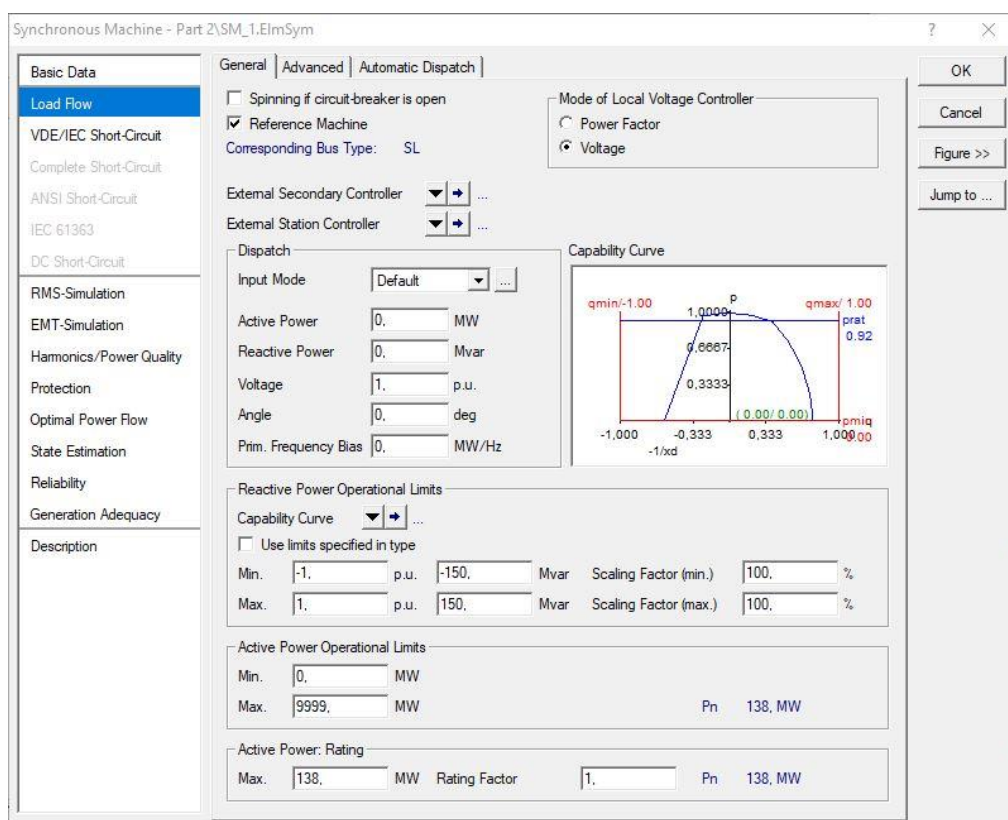 Synchronous Machine - Part 2\SM_1.ElmSym ? ×
Basic Data
Load Flow
VDE/IEC Short-Circuit
Complete Short-Circuit
ANSI Short-Circuit
IEC 61363
DC Short-Circuit
RMS-Simulation
EMT-Simulation
Harmonics/Power Quality
Protection
Optimal Power Flow
State Estimation
Reliability
Generation Adequacy
Description
General Advanced Automatic Dispatch
Spinning if circuit-breaker is open
Reference Machine
Corresponding Bus Type: SL
Mode of Local Voltage Controller
Power Factor
Voltage
External Secondary Controller ...
External Station Controller ...
Dispatch
Input Mode Default ...
Active Power 0, MW
Reactive Power 0, Mvar
Voltage 1, p.u.
Angle 0, deg
Prim. Frequency Bias 0, MW/Hz
Capability Curve
qmin/-1.00 p qmax/ 1.00
1,0000 prat
0.92
0,6667
0,3333
( 0.00/ 0.00)
-1,000 -0,333 0,333 1,000
-1/xd
Reactive Power Operational Limits
Capability Curve ...
Use limits specified in type
Min. -1, p.u. -150, Mvar Scaling Factor (min.) 100, %
Max. 1, p.u. 150, Mvar Scaling Factor (max.) 100, %
Active Power Operational Limits
Min. 0, MW
Max. 9999, MW Pn 138, MW
Active Power: Rating
Max. 138, MW Rating Factor 1, Pn 138, MW
OK
Cancel
Figure >>
Jump to ...